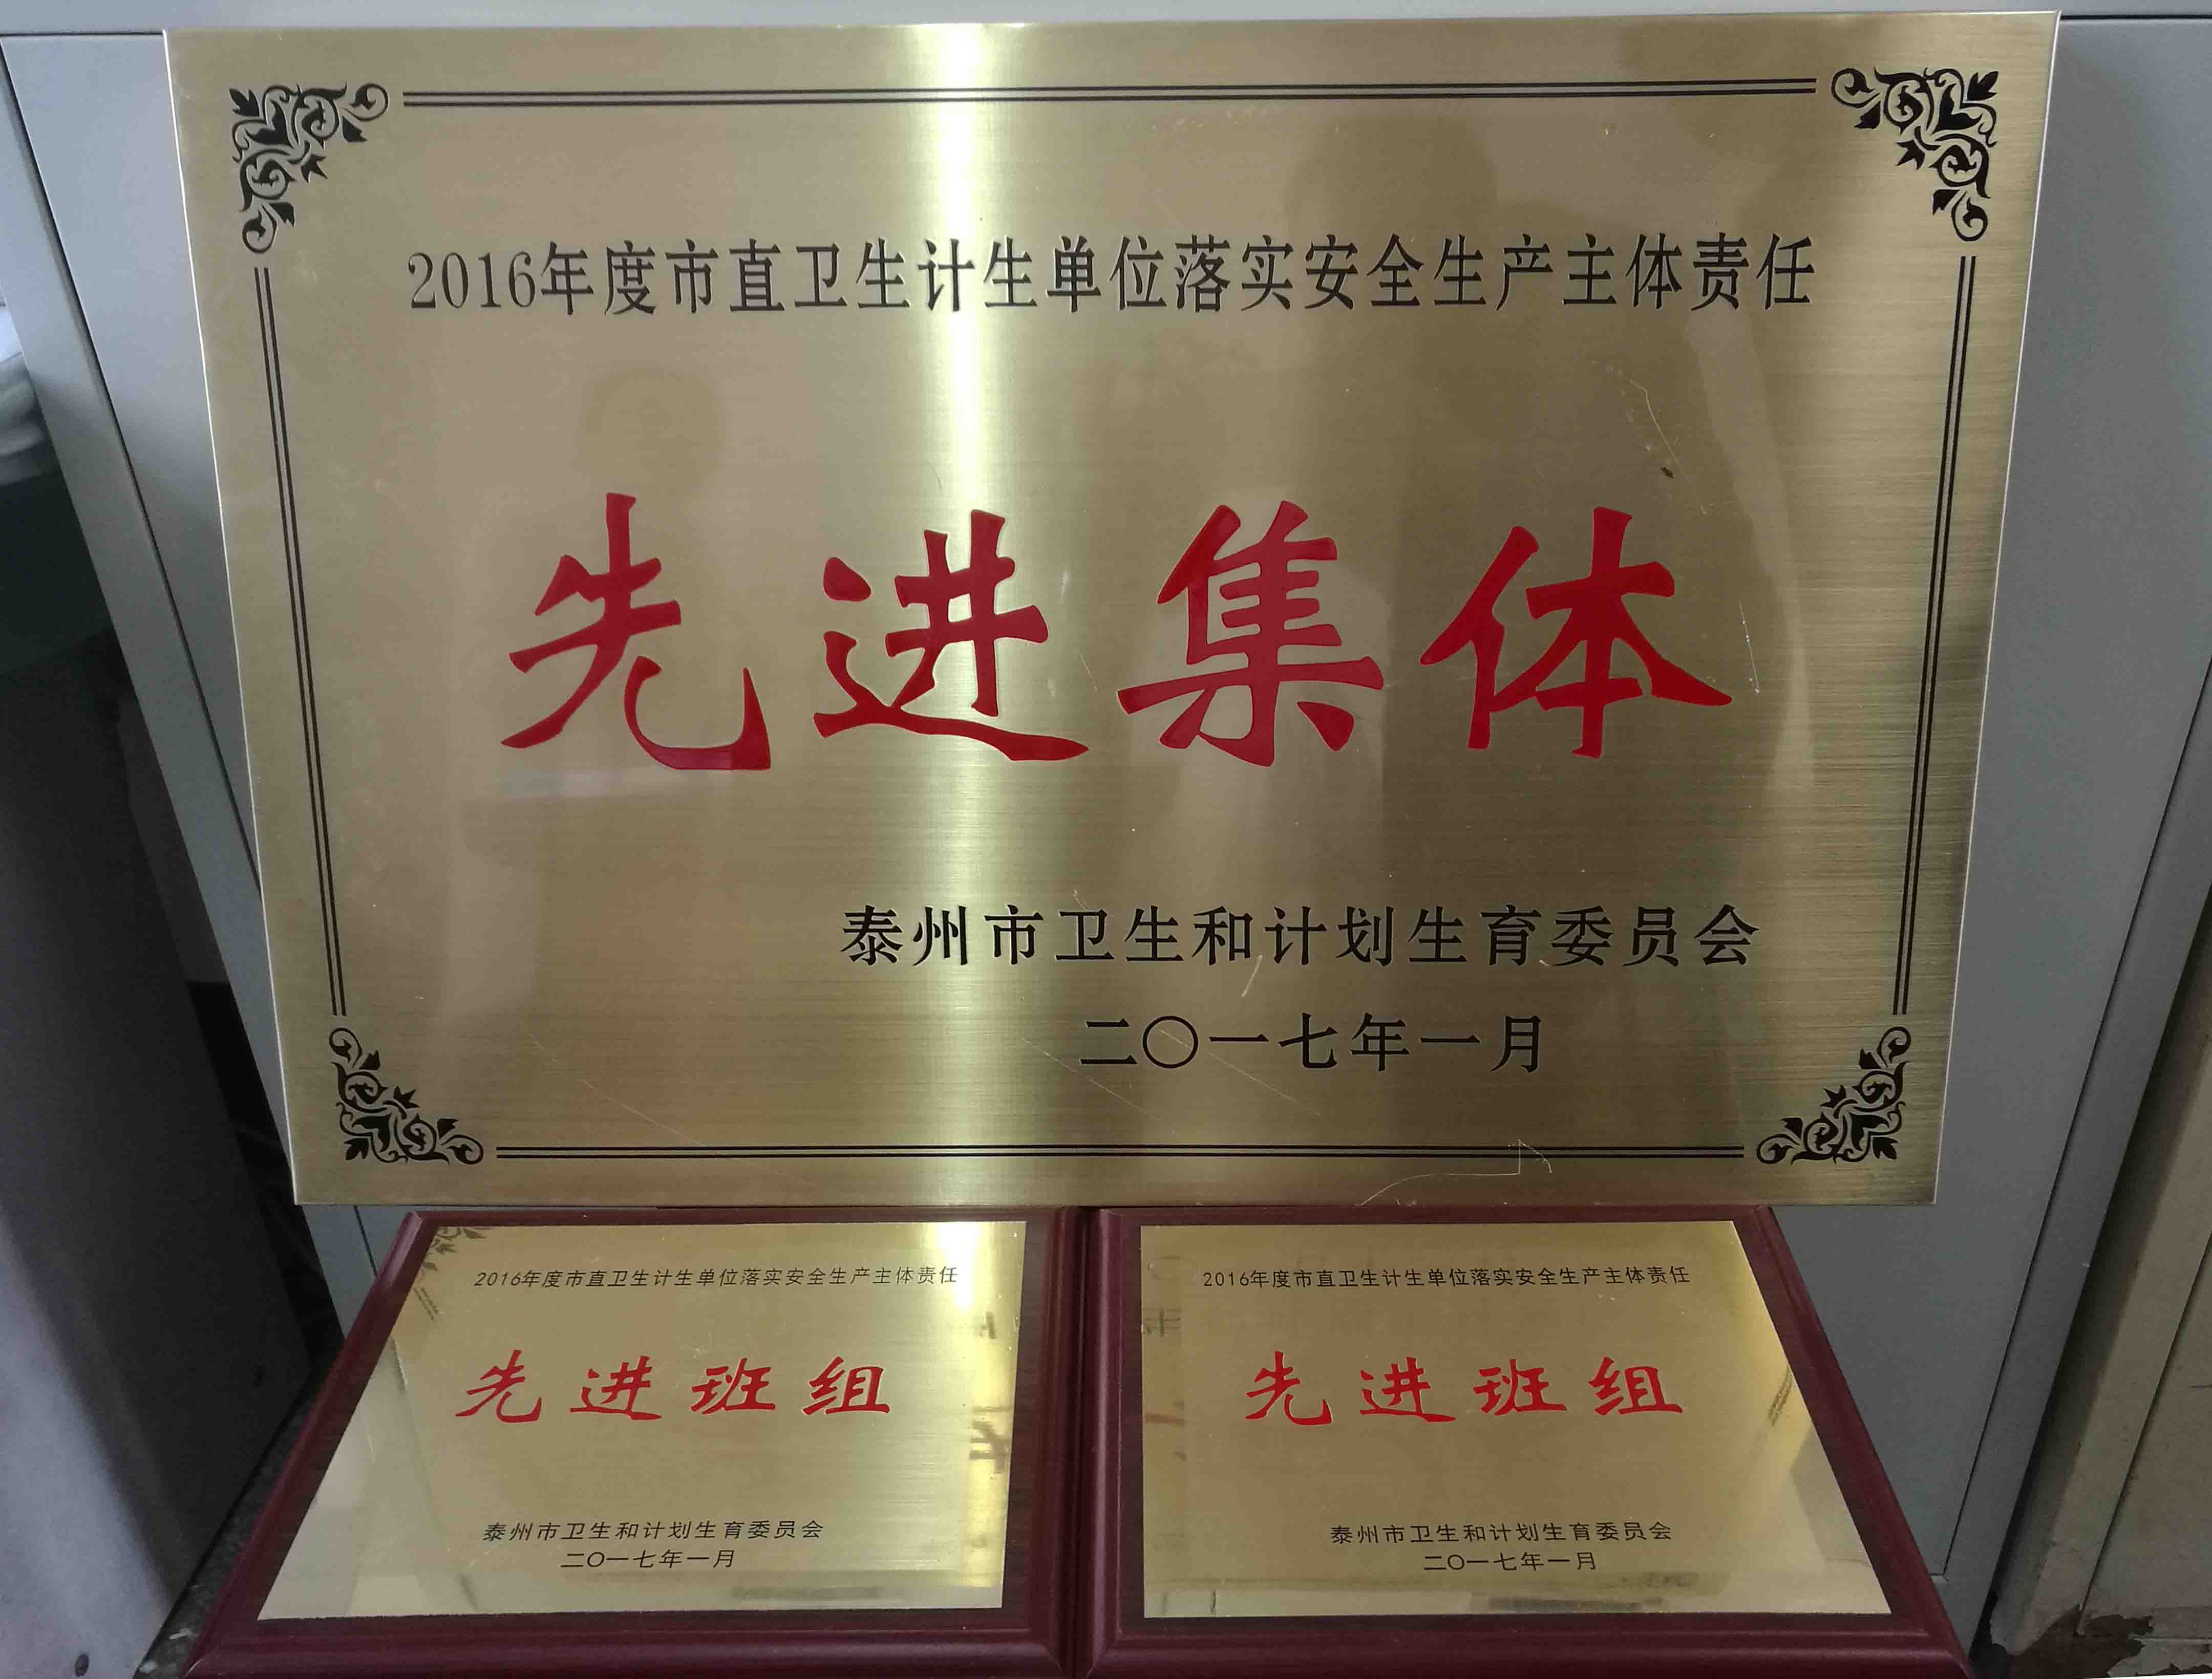 2016年度市直卫生计生单位落实安全生产主体责任
先进集体
泰州市卫生和计划生育委员会
二〇一七年一月
2016年度市直卫生计生单位落实安全生产主体责任
先进班组
泰州市卫生和计划生育委员会
二〇一七年一月
2016年度市直卫生计生单位落实安全生产主体责任
先进班组
泰州市卫生和计划生育委员会
二〇一七年一月